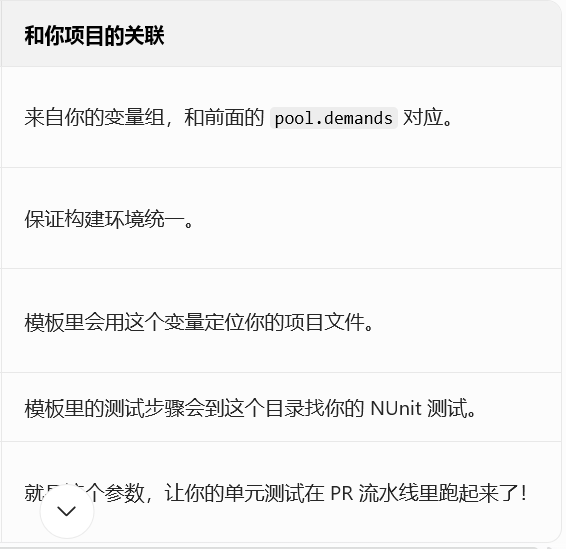 和你项目的关联
来自你的变量组，和前面的 pool.demands 对应。
保证构建环境统一。
模板里会用这个变量定位你的项目文件。
模板里的测试步骤会到这个目录找你的 NUnit 测试。
就个参数，让你的单元测试在 PR 流水线里跑起来了！